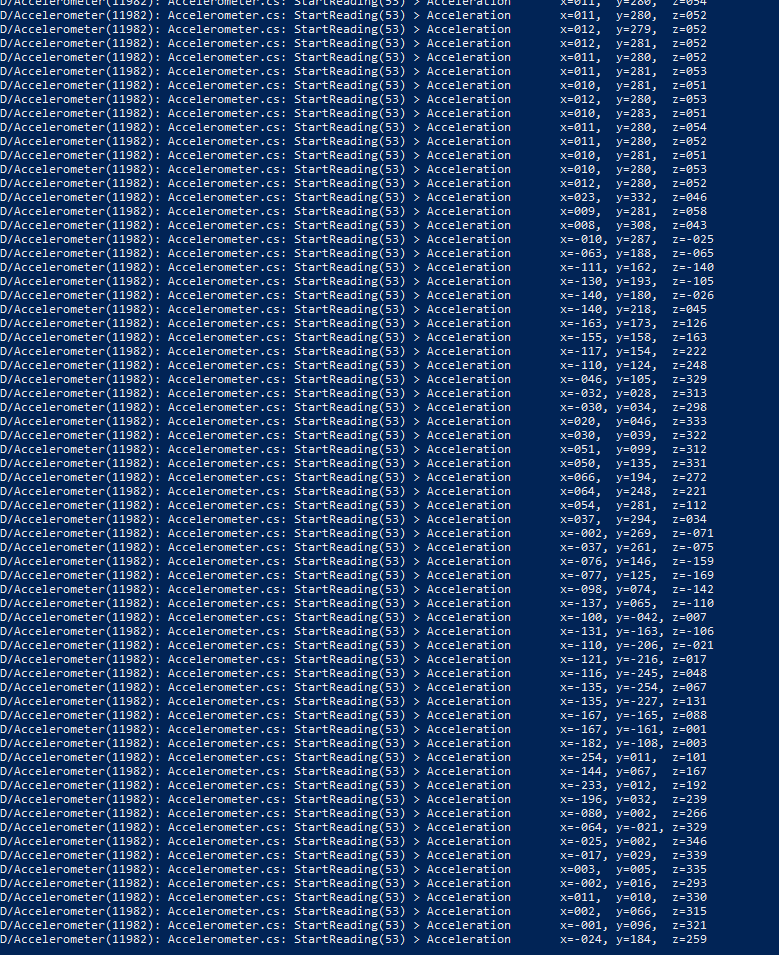 D/Accelerometer(11982): Accelerometer.cs: StartReading(53) > Acceleration x=011, y=280, z=054
D/Accelerometer(11982): Accelerometer.cs: StartReading(53) > Acceleration x=011, y=280, z=052
D/Accelerometer(11982): Accelerometer.cs: StartReading(53) > Acceleration x=012, y=279, z=052
D/Accelerometer(11982): Accelerometer.cs: StartReading(53) > Acceleration x=012, y=281, z=052
D/Accelerometer(11982): Accelerometer.cs: StartReading(53) > Acceleration x=011, y=280, z=052
D/Accelerometer(11982): Accelerometer.cs: StartReading(53) > Acceleration x=011, y=281, z=053
D/Accelerometer(11982): Accelerometer.cs: StartReading(53) > Acceleration x=010, y=281, z=051
D/Accelerometer(11982): Accelerometer.cs: StartReading(53) > Acceleration x=012, y=280, z=053
D/Accelerometer(11982): Accelerometer.cs: StartReading(53) > Acceleration x=010, y=283, z=051
D/Accelerometer(11982): Accelerometer.cs: StartReading(53) > Acceleration x=011, y=280, z=054
D/Accelerometer(11982): Accelerometer.cs: StartReading(53) > Acceleration x=011, y=280, z=052
D/Accelerometer(11982): Accelerometer.cs: StartReading(53) > Acceleration x=010, y=281, z=051
D/Accelerometer(11982): Accelerometer.cs: StartReading(53) > Acceleration x=010, y=280, z=053
D/Accelerometer(11982): Accelerometer.cs: StartReading(53) > Acceleration x=012, y=280, z=052
D/Accelerometer(11982): Accelerometer.cs: StartReading(53) > Acceleration x=023, y=332, z=046
D/Accelerometer(11982): Accelerometer.cs: StartReading(53) > Acceleration x=009, y=281, z=058
D/Accelerometer(11982): Accelerometer.cs: StartReading(53) > Acceleration x=008, y=308, z=043
D/Accelerometer(11982): Accelerometer.cs: StartReading(53) > Acceleration x=-010, y=287, z=-025
D/Accelerometer(11982): Accelerometer.cs: StartReading(53) > Acceleration x=-063, y=188, z=-065
D/Accelerometer(11982): Accelerometer.cs: StartReading(53) > Acceleration x=-111, y=162, z=-140
D/Accelerometer(11982): Accelerometer.cs: StartReading(53) > Acceleration x=-130, y=193, z=-105
D/Accelerometer(11982): Accelerometer.cs: StartReading(53) > Acceleration x=-140, y=180, z=-026
D/Accelerometer(11982): Accelerometer.cs: StartReading(53) > Acceleration x=-140, y=218, z=045
D/Accelerometer(11982): Accelerometer.cs: StartReading(53) > Acceleration x=-163, y=173, z=126
D/Accelerometer(11982): Accelerometer.cs: StartReading(53) > Acceleration x=-155, y=158, z=163
D/Accelerometer(11982): Accelerometer.cs: StartReading(53) > Acceleration x=-117, y=154, z=222
D/Accelerometer(11982): Accelerometer.cs: StartReading(53) > Acceleration x=-110, y=124, z=248
D/Accelerometer(11982): Accelerometer.cs: StartReading(53) > Acceleration x=-046, y=105, z=329
D/Accelerometer(11982): Accelerometer.cs: StartReading(53) > Acceleration x=-032, y=028, z=313
D/Accelerometer(11982): Accelerometer.cs: StartReading(53) > Acceleration x=-030, y=034, z=298
D/Accelerometer(11982): Accelerometer.cs: StartReading(53) > Acceleration x=020, y=046, z=333
D/Accelerometer(11982): Accelerometer.cs: StartReading(53) > Acceleration x=030, y=039, z=322
D/Accelerometer(11982): Accelerometer.cs: StartReading(53) > Acceleration x=051, y=099, z=312
D/Accelerometer(11982): Accelerometer.cs: StartReading(53) > Acceleration x=050, y=135, z=331
D/Accelerometer(11982): Accelerometer.cs: StartReading(53) > Acceleration x=066, y=194, z=272
D/Accelerometer(11982): Accelerometer.cs: StartReading(53) > Acceleration x=064, y=248, z=221
D/Accelerometer(11982): Accelerometer.cs: StartReading(53) > Acceleration x=054, y=281, z=112
D/Accelerometer(11982): Accelerometer.cs: StartReading(53) > Acceleration x=037, y=294, z=034
D/Accelerometer(11982): Accelerometer.cs: StartReading(53) > Acceleration x=-002, y=269, z=-071
D/Accelerometer(11982): Accelerometer.cs: StartReading(53) > Acceleration x=-037, y=261, z=-075
D/Accelerometer(11982): Accelerometer.cs: StartReading(53) > Acceleration x=-076, y=146, z=-159
D/Accelerometer(11982): Accelerometer.cs: StartReading(53) > Acceleration x=-077, y=125, z=-169
D/Accelerometer(11982): Accelerometer.cs: StartReading(53) > Acceleration x=-098, y=074, z=-142
D/Accelerometer(11982): Accelerometer.cs: StartReading(53) > Acceleration x=-137, y=065, z=-110
D/Accelerometer(11982): Accelerometer.cs: StartReading(53) > Acceleration x=-100, y=-042, z=007
D/Accelerometer(11982): Accelerometer.cs: StartReading(53) > Acceleration x=-131, y=-163, z=-106
D/Accelerometer(11982): Accelerometer.cs: StartReading(53) > Acceleration x=-110, y=-206, z=-021
D/Accelerometer(11982): Accelerometer.cs: StartReading(53) > Acceleration x=-121, y=-216, z=017
D/Accelerometer(11982): Accelerometer.cs: StartReading(53) > Acceleration x=-116, y=-245, z=048
D/Accelerometer(11982): Accelerometer.cs: StartReading(53) > Acceleration x=-135, y=-254, z=067
D/Accelerometer(11982): Accelerometer.cs: StartReading(53) > Acceleration x=-135, y=-227, z=131
D/Accelerometer(11982): Accelerometer.cs: StartReading(53) > Acceleration x=-167, y=-165, z=088
D/Accelerometer(11982): Accelerometer.cs: StartReading(53) > Acceleration x=-167, y=-161, z=001
D/Accelerometer(11982): Accelerometer.cs: StartReading(53) > Acceleration x=-182, y=-108, z=003
D/Accelerometer(11982): Accelerometer.cs: StartReading(53) > Acceleration x=-254, y=011, z=101
D/Accelerometer(11982): Accelerometer.cs: StartReading(53) > Acceleration x=-144, y=067, z=167
D/Accelerometer(11982): Accelerometer.cs: StartReading(53) > Acceleration x=-233, y=012, z=192
D/Accelerometer(11982): Accelerometer.cs: StartReading(53) > Acceleration x=-196, y=032, z=239
D/Accelerometer(11982): Accelerometer.cs: StartReading(53) > Acceleration x=-080, y=002, z=266
D/Accelerometer(11982): Accelerometer.cs: StartReading(53) > Acceleration x=-064, y=-021, z=329
D/Accelerometer(11982): Accelerometer.cs: StartReading(53) > Acceleration x=-025, y=002, z=346
D/Accelerometer(11982): Accelerometer.cs: StartReading(53) > Acceleration x=-017, y=029, z=339
D/Accelerometer(11982): Accelerometer.cs: StartReading(53) > Acceleration x=003, y=005, z=335
D/Accelerometer(11982): Accelerometer.cs: StartReading(53) > Acceleration x=-002, y=016, z=293
D/Accelerometer(11982): Accelerometer.cs: StartReading(53) > Acceleration x=011, y=010, z=330
D/Accelerometer(11982): Accelerometer.cs: StartReading(53) > Acceleration x=002, y=066, z=315
D/Accelerometer(11982): Accelerometer.cs: StartReading(53) > Acceleration x=-001, y=096, z=321
D/Accelerometer(11982): Accelerometer.cs: StartReading(53) > Acceleration x=-024, y=184, z=259